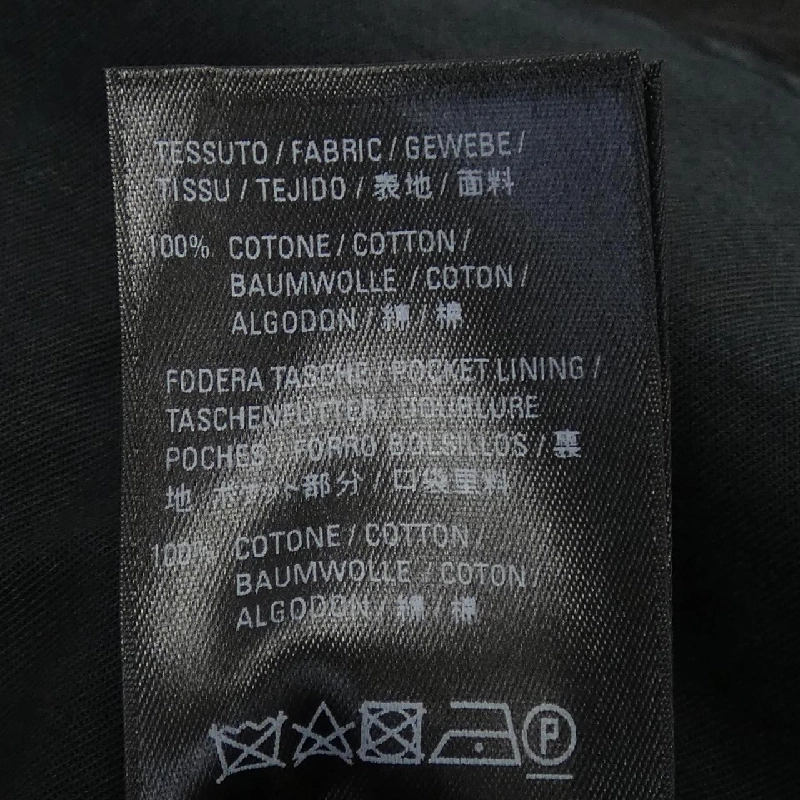 TESSUTO / FABRIC / GEWEBE /
TISSU / TEJIDO / 表地 / 面料
100% COTONE / COTTON /
BAUMWOLLE / COTON /
ALGODON / 綿 / 棉
FODERA TASCHE / POCKET LINING /
TASCHENFUTTER / DOUBLURE
POCHES / FORRO BOLSILLOS / 裏
地 ポケット部分 / 口袋里料
100% COTONE / COTTON /
BAUMWOLLE / COTON /
ALGODON / 綿 / 棉
P